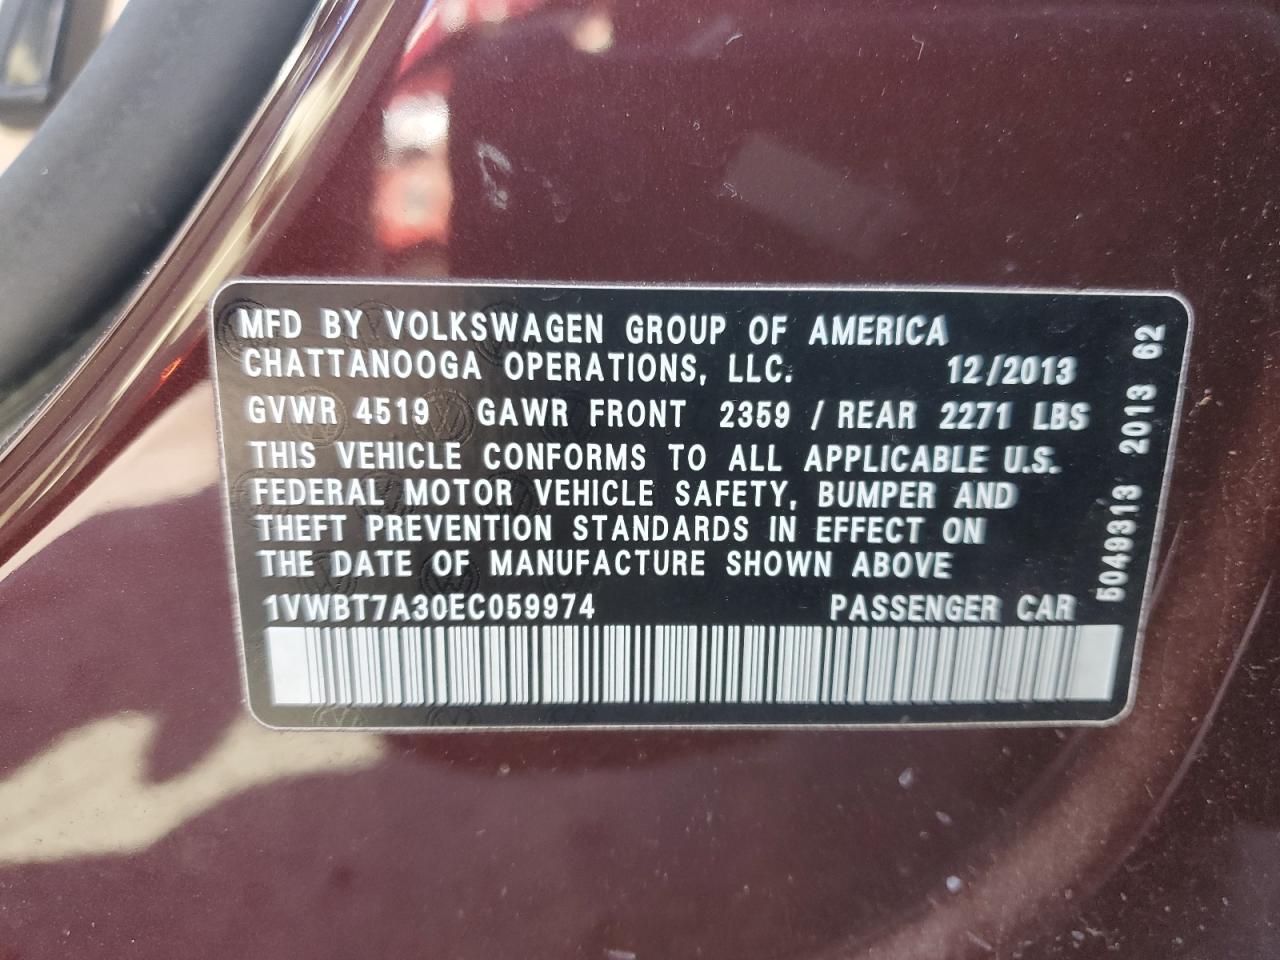 MFD BY VOLKSWAGEN GROUP OF AMERICA
CHATTANOOGA OPERATIONS, LLC. 12/2013
GVWR 4519 GAWR FRONT 2359 / REAR 2271 LBS
THIS VEHICLE CONFORMS TO ALL APPLICABLE U.S.
FEDERAL MOTOR VEHICLE SAFETY, BUMPER AND
THEFT PREVENTION STANDARDS IN EFFECT ON
THE DATE OF MANUFACTURE SHOWN ABOVE
1VWBT7A30EC059974 PASSENGER CAR
5049313 2013 62